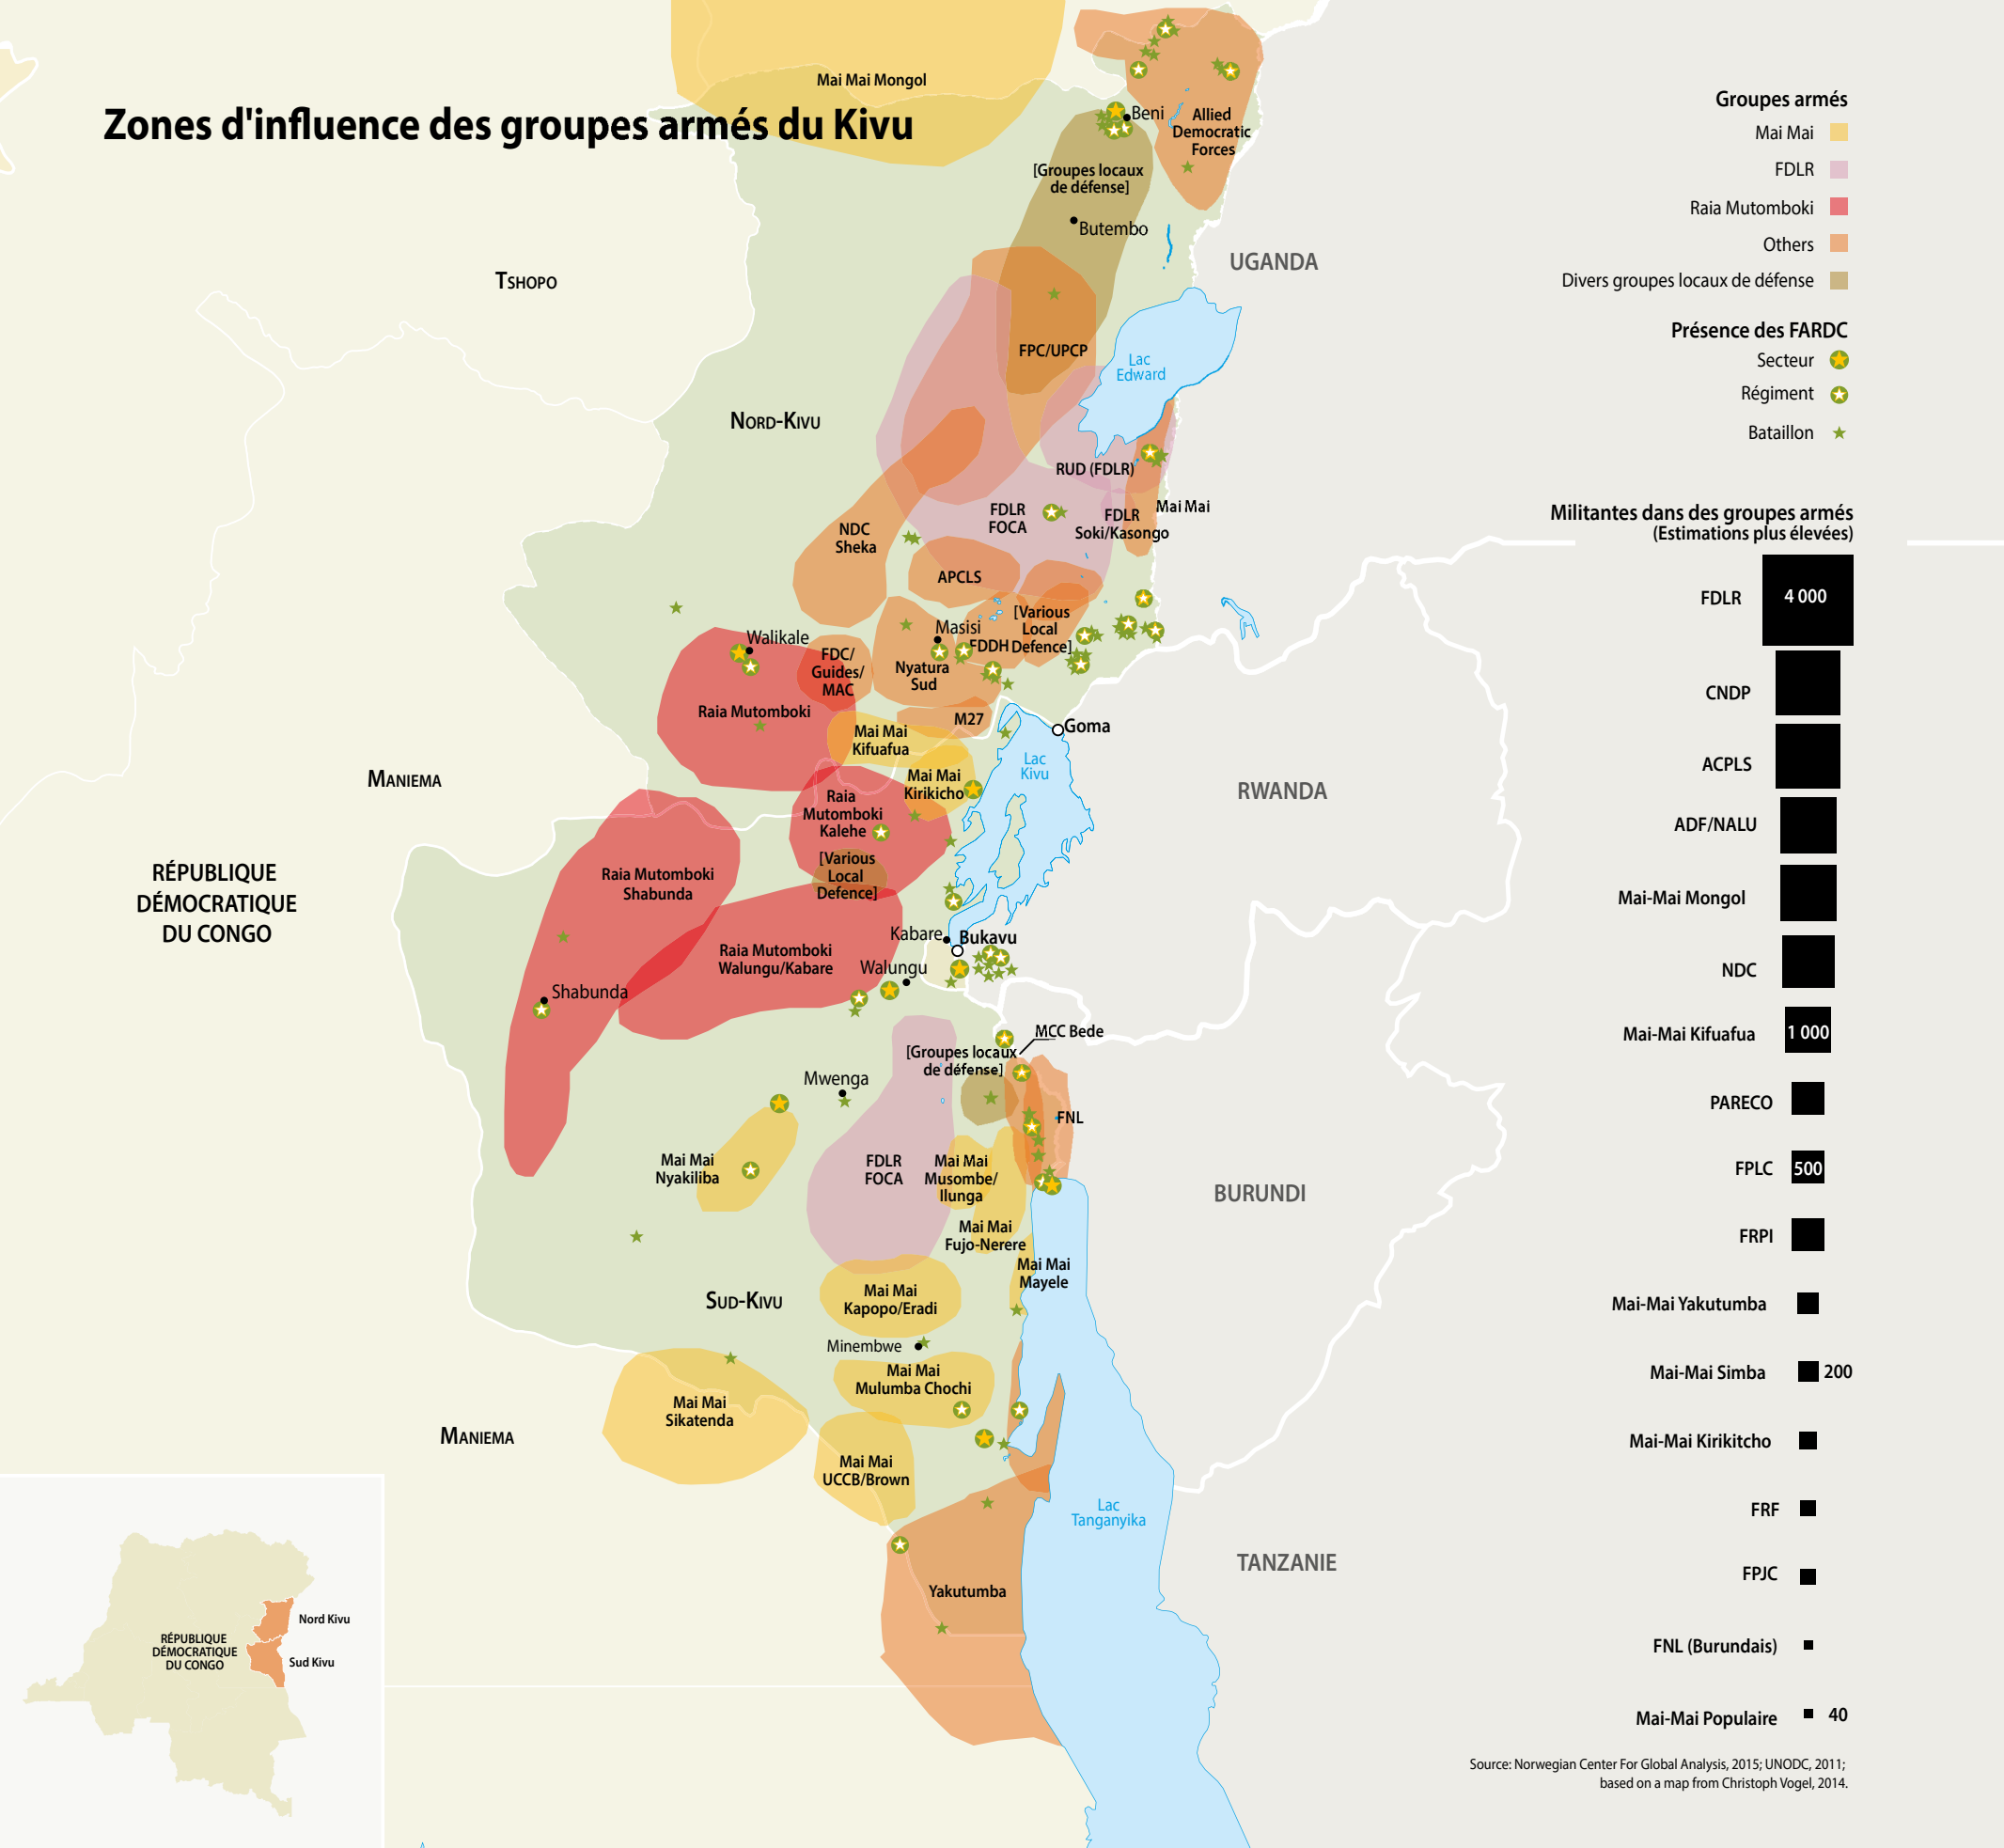 Zones d'influence des groupes armés du Kivu
Mai Mai Mongol
Beni
Allied
Democratic
Forces
[Groupes locaux
de défense]
Butembo
UGANDA
TSHOPO
FPC/UPCP
Lac
Edward
NORD-KIVU
RUD (FDLR)
FDLR
FOCA
FDLR
Soki/Kasongo
Mai Mai
NDC
Sheka
APCLS
[Various
Local
Defence]
Masisi
FDDH
Walikale
FDC/
Guides/
MAC
Nyatura
Sud
Raia Mutomboki
M27
Goma
Mai Mai
Kifuafua
Lac
Kivu
Mai Mai
Kirikicho
MANIEMA
RWANDA
Raia
Mutomboki
Kalehe
[Various
Local
Defence]
Raia Mutomboki
Shabunda
RÉPUBLIQUE
DÉMOCRATIQUE
DU CONGO
Kabare
Bukavu
Raia Mutomboki
Walungu/Kabare
Walungu
Shabunda
MCC Bede
[Groupes locaux
de défense]
Mwenga
FNL
Mai Mai
Nyakiliba
FDLR
FOCA
Mai Mai
Musombe/
Ilunga
BURUNDI
Mai Mai
Fujo-Nerere
Mai Mai
Mayele
SUD-KIVU
Mai Mai
Kapopo/Eradi
Minembwe
Mai Mai
Mulumba Chochi
Mai Mai
Sikatenda
MANIEMA
Mai Mai
UCCB/Brown
Lac
Tanganyika
TANZANIE
Yakutumba
RÉPUBLIQUE
DÉMOCRATIQUE
DU CONGO
Nord Kivu
Sud Kivu
Groupes armés
Mai Mai
FDLR
Raia Mutomboki
Others
Divers groupes locaux de défense
Présence des FARDC
Secteur
Régiment
Bataillon
Militantes dans des groupes armés
(Estimations plus élevées)
FDLR 4 000
CNDP
ACPLS
ADF/NALU
Mai-Mai Mongol
NDC
Mai-Mai Kifuafua 1 000
PARECO
FPLC 500
FRPI
Mai-Mai Yakutumba
Mai-Mai Simba 200
Mai-Mai Kirikitcho
FRF
FPJC
FNL (Burundais)
Mai-Mai Populaire 40
Source: Norwegian Center For Global Analysis, 2015; UNODC, 2011;
based on a map from Christoph Vogel, 2014.